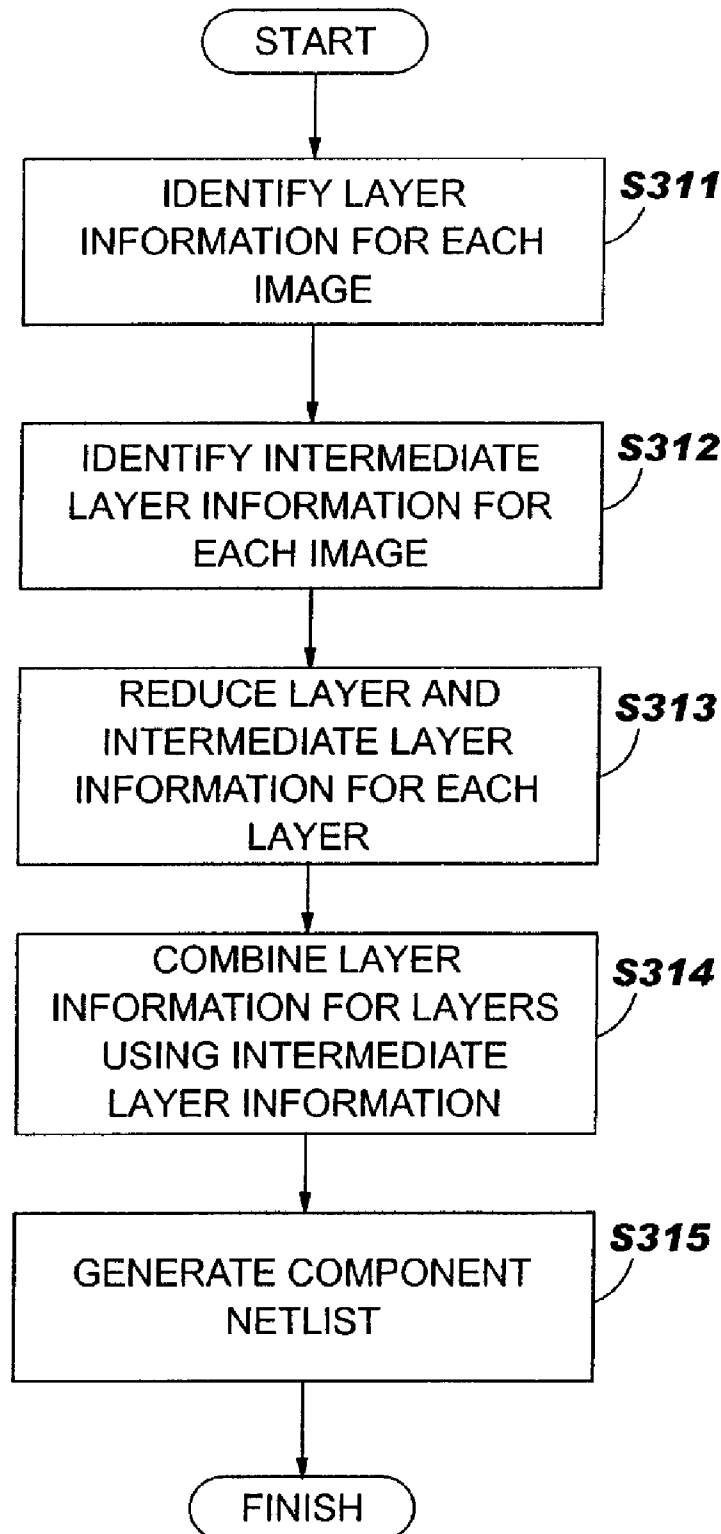 START
IDENTIFY LAYER
INFORMATION FOR EACH
IMAGE
S311
IDENTIFY INTERMEDIATE
LAYER INFORMATION FOR
EACH IMAGE
S312
REDUCE LAYER AND
INTERMEDIATE LAYER
INFORMATION FOR EACH
LAYER
S313
COMBINE LAYER
INFORMATION FOR LAYERS
USING INTERMEDIATE
LAYER INFORMATION
S314
GENERATE COMPONENT
NETLIST
S315
FINISH